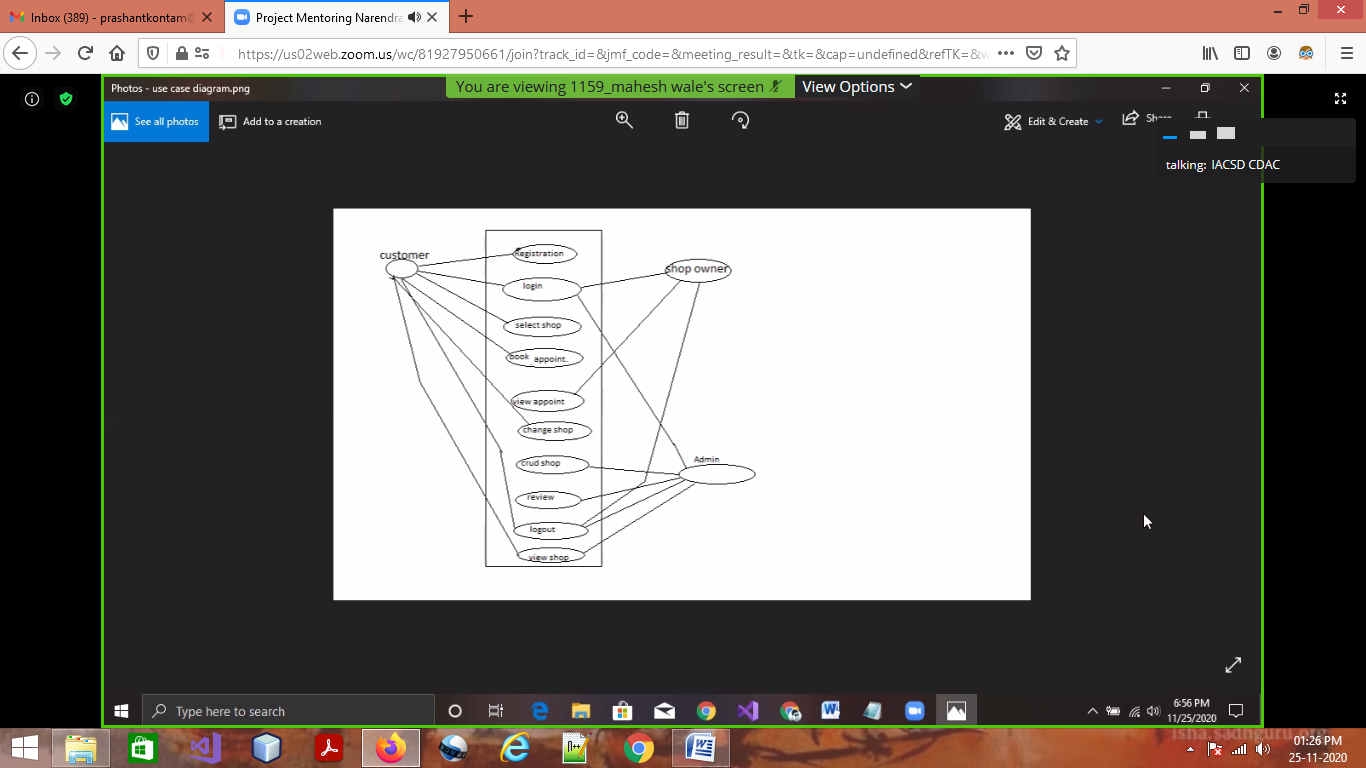 Inbox (389) - prashantkontam@
Project Mentoring Narendra
https://us02web.zoom.us/wc/81927950661/join?track_id=&jmf_code=&meeting_result=&tk=&cap=undefined&refTK=&w
Photos - use case diagram.png
You are viewing 1159_mahesh wale's screen
View Options
See all photos
Add to a creation
Edit & Create
Share
talking: IACSD CDAC
customer
Registration
shop owner
login
select shop
book appoint.
view appoint
change shop
crud shop
Admin
review
logout
view shop
Type here to search
6:56 PM
11/25/2020
isha.sadhguru.org
01:26 PM
25-11-2020